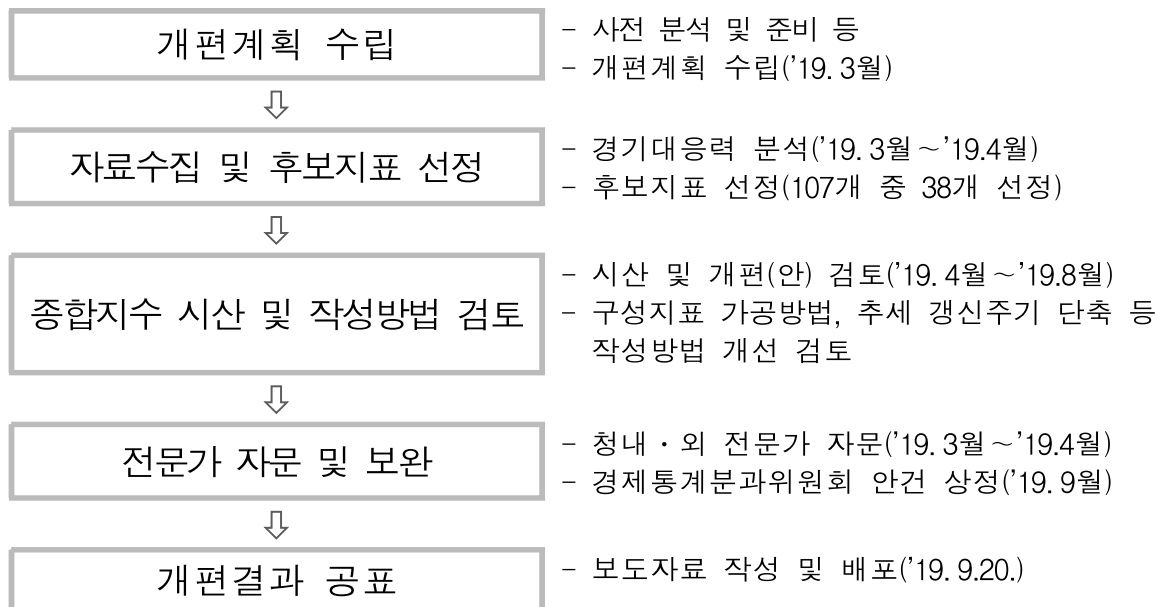 개편계획 수립
- 사전 분석 및 준비 등
- 개편계획 수립('19. 3월)
⇩
자료수집 및 후보지표 선정
- 경기대응력 분석('19. 3월～'19.4월)
- 후보지표 선정(107개 중 38개 선정)
⇩
종합지수 시산 및 작성방법 검토
- 시산 및 개편(안) 검토('19. 4월～'19.8월)
- 구성지표 가공방법, 추세 갱신주기 단축 등
작성방법 개선 검토
⇩
전문가 자문 및 보완
- 청내・외 전문가 자문('19. 3월～'19.4월)
- 경제통계분과위원회 안건 상정('19. 9월)
⇩
개편결과 공표
- 보도자료 작성 및 배포('19. 9.20.)